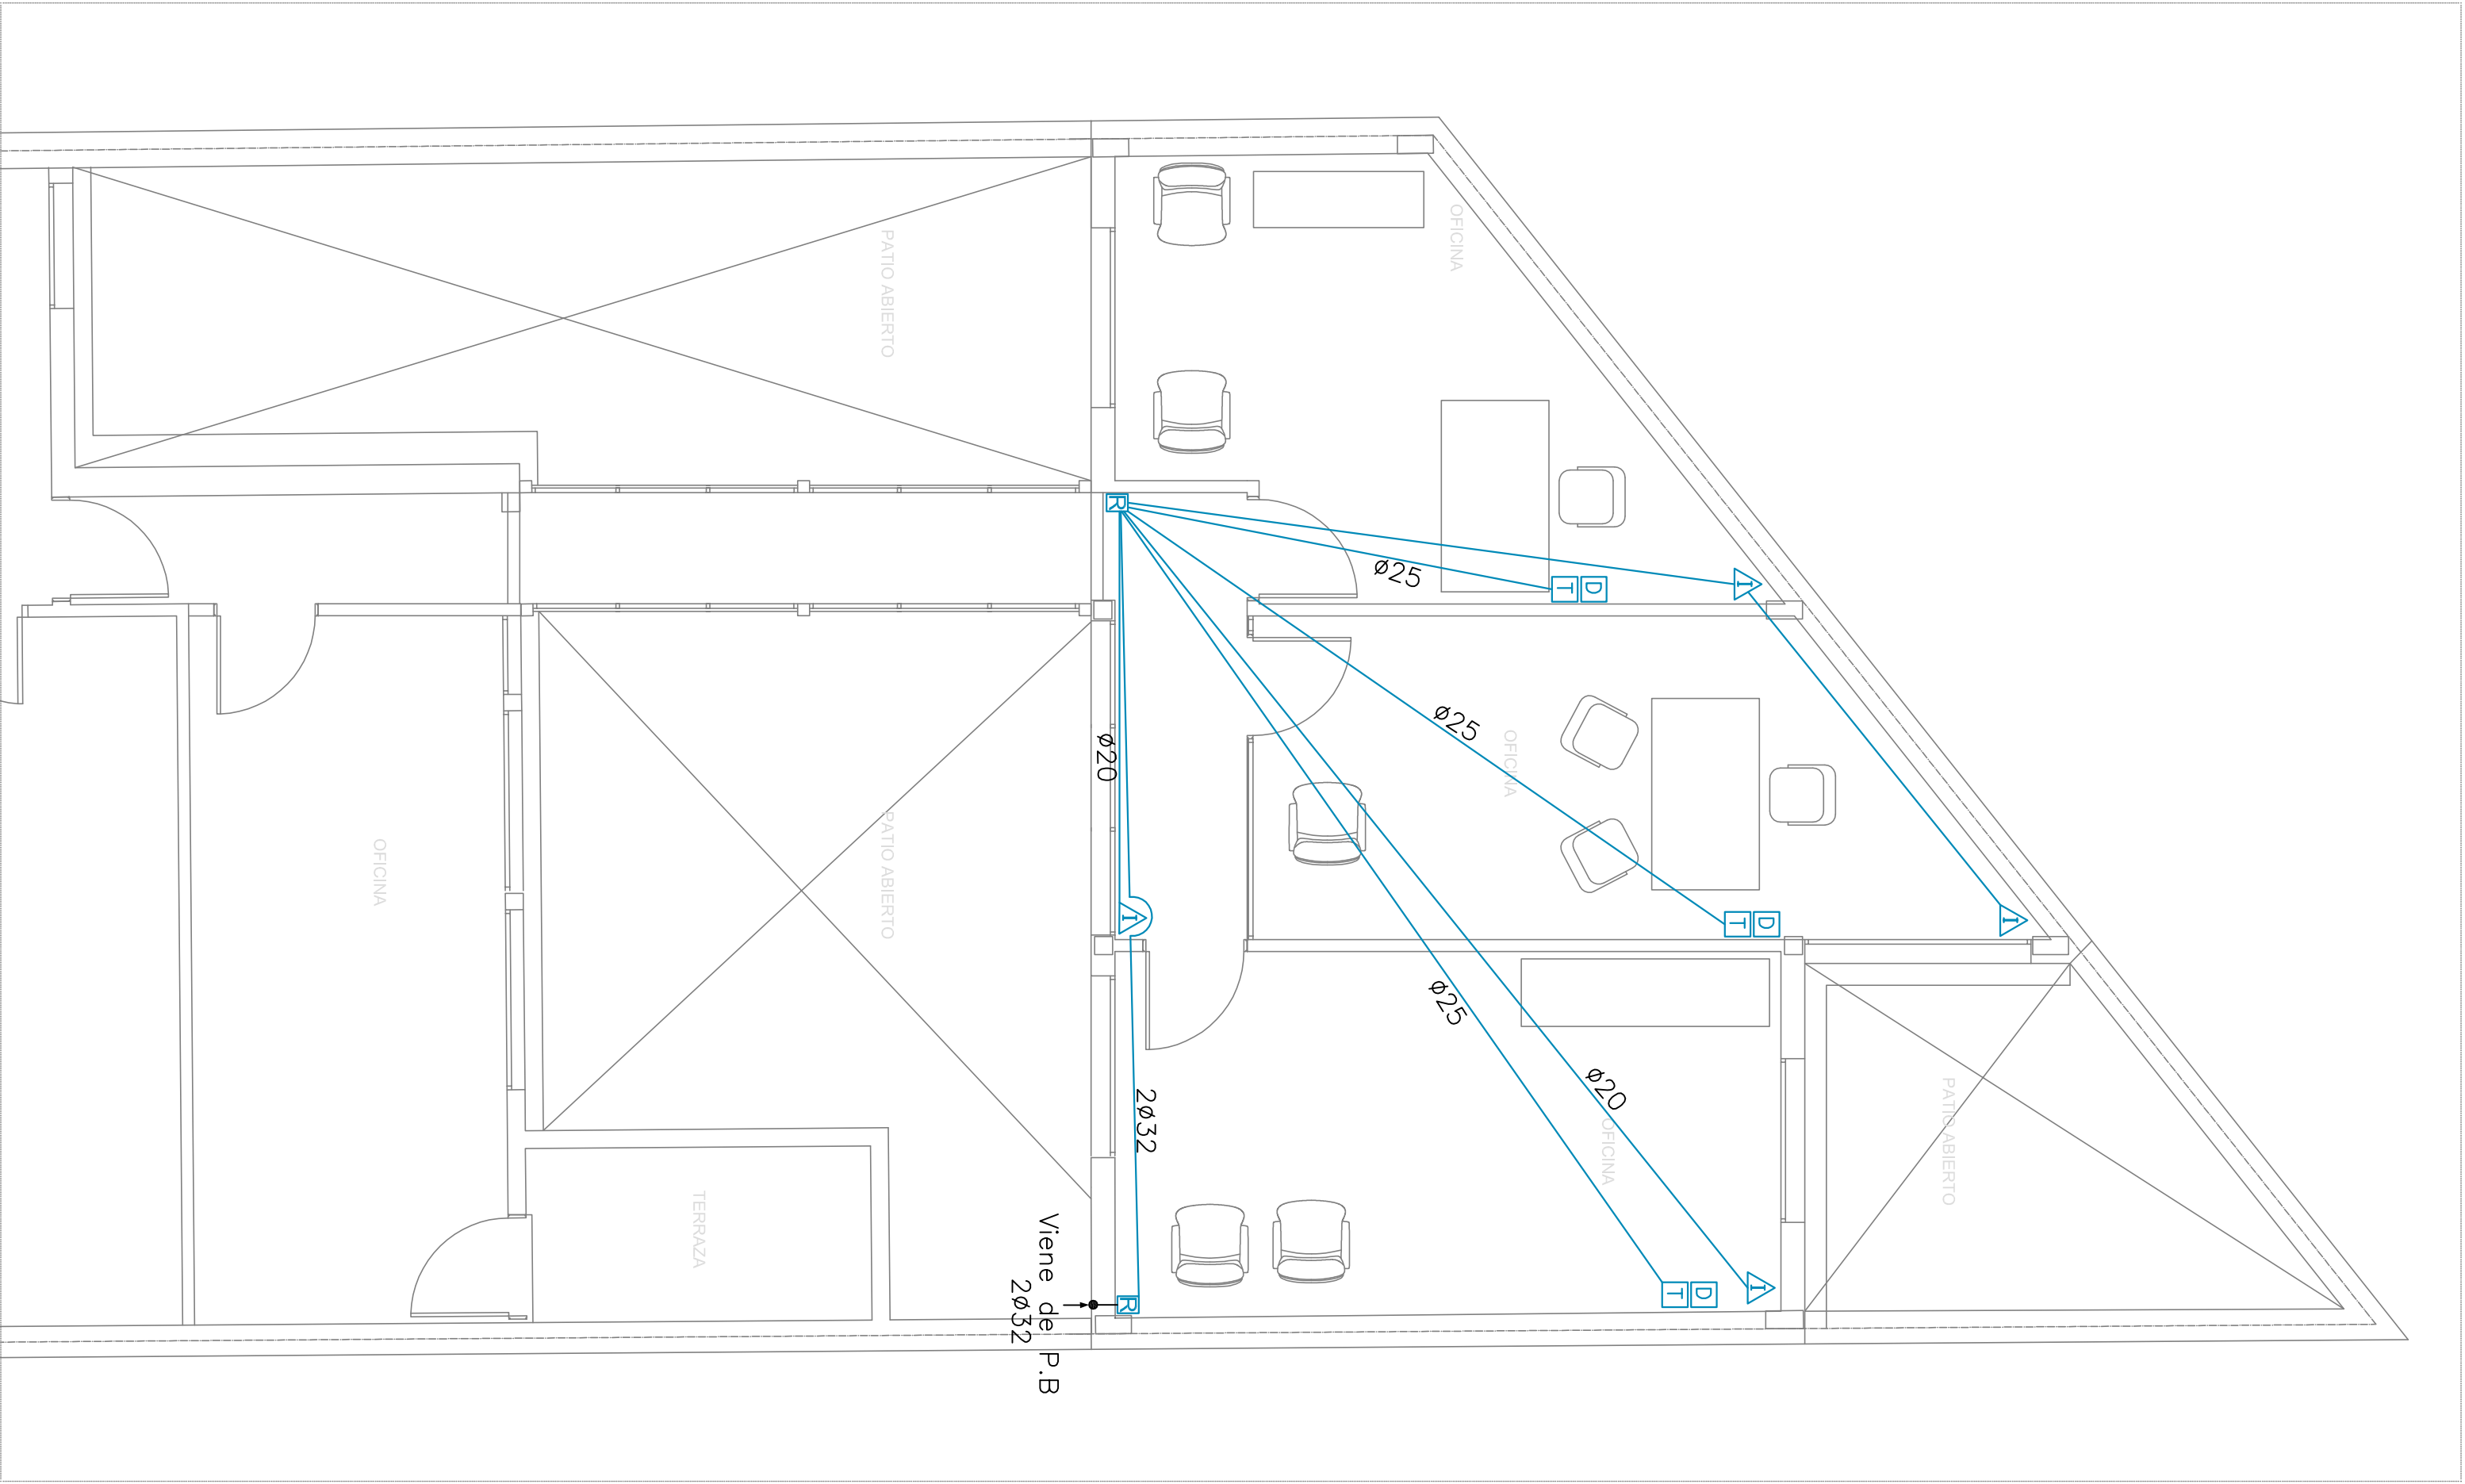 OFICINA
PATIO ABIERTO
R
ø25
T
D
I
ø25
OFICINA
ø20
PATIO ABIERTO
OFICINA
I
T
D
I
ø25
ø20
2ø32
OFICINA
PATIO ABIERTO
TERRAZA
Viene de P.B
2ø32
R
T
D
I